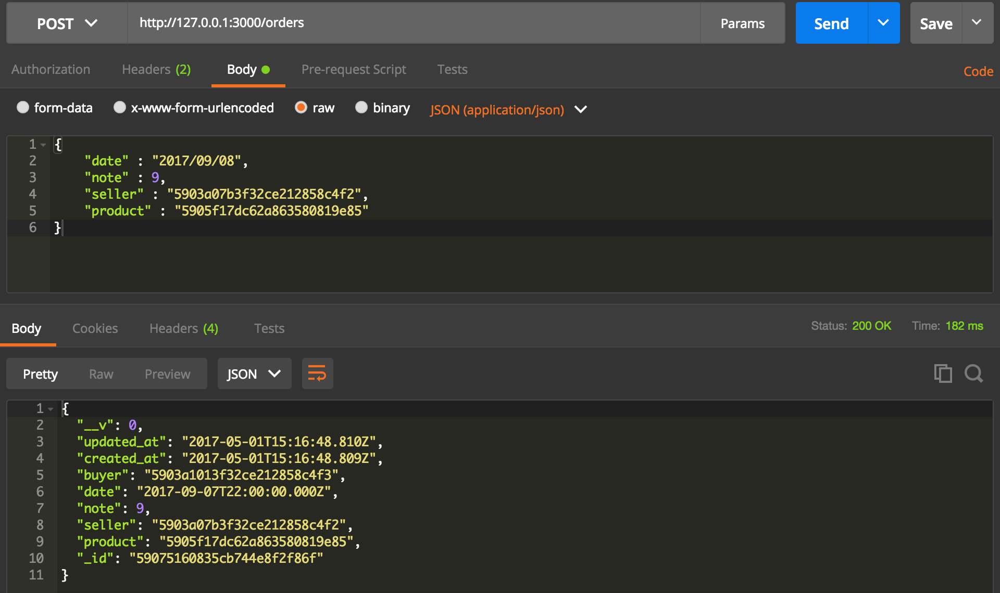 POST http://127.0.0.1:3000/orders Params Send Save
Authorization Headers (2) Body Pre-request Script Tests Code
form-data x-www-form-urlencoded raw binary JSON (application/json)
1 {
2 "date" : "2017/09/08",
3 "note" : 9,
4 "seller" : "5903a07b3f32ce212858c4f2",
5 "product" : "5905f17dc62a863580819e85"
6 }
Body Cookies Headers (4) Tests Status: 200 OK Time: 182 ms
Pretty Raw Preview JSON
1 {
2 "__v": 0,
3 "updated_at": "2017-05-01T15:16:48.810Z",
4 "created_at": "2017-05-01T15:16:48.809Z",
5 "buyer": "5903a1013f32ce212858c4f3",
6 "date": "2017-09-07T22:00:00.000Z",
7 "note": 9,
8 "seller": "5903a07b3f32ce212858c4f2",
9 "product": "5905f17dc62a863580819e85",
10 "_id": "59075160835cb744e8f2f86f"
11 }